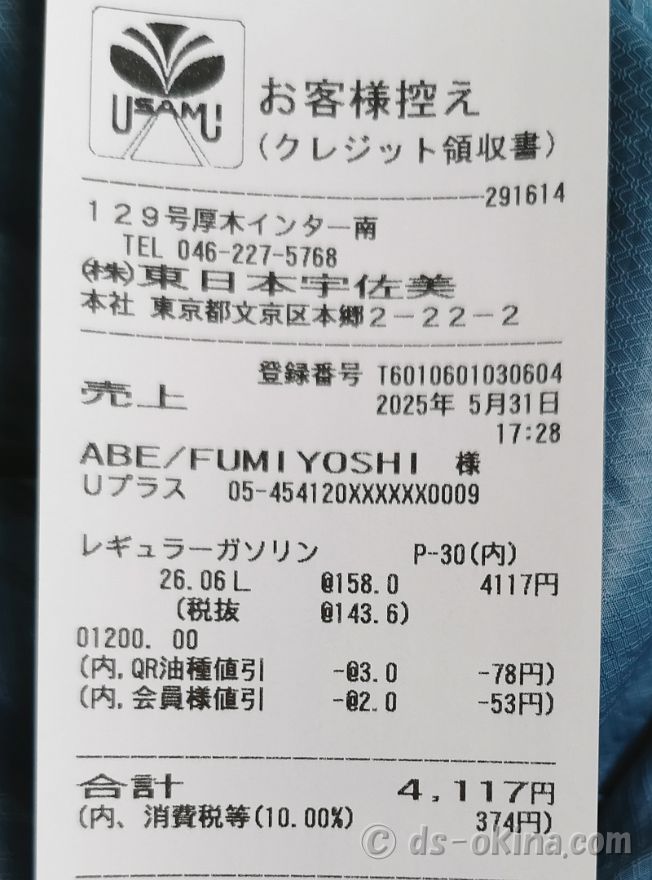 USAMI
お客様控え
(クレジット領収書)
291614
129号厚木インター南
TEL 046-227-5768
(株)東日本宇佐美
本社 東京都文京区本郷2-22-2
登録番号 T6010601030604
売上 2025年 5月31日
17:28
ABE/FUMIYOSHI 様
Uプラス 05-454120XXXXXX0009
レギュラーガソリン P-30(内)
26.06L @158.0 4117円
(税抜 @143.6)
01200. 00
(内,QR油種値引 -@3.0 -78円)
(内,会員様値引 -@2.0 -53円)
合計 4,117円
(内、消費税等(10.00%) 374円)
© ds-okina.com